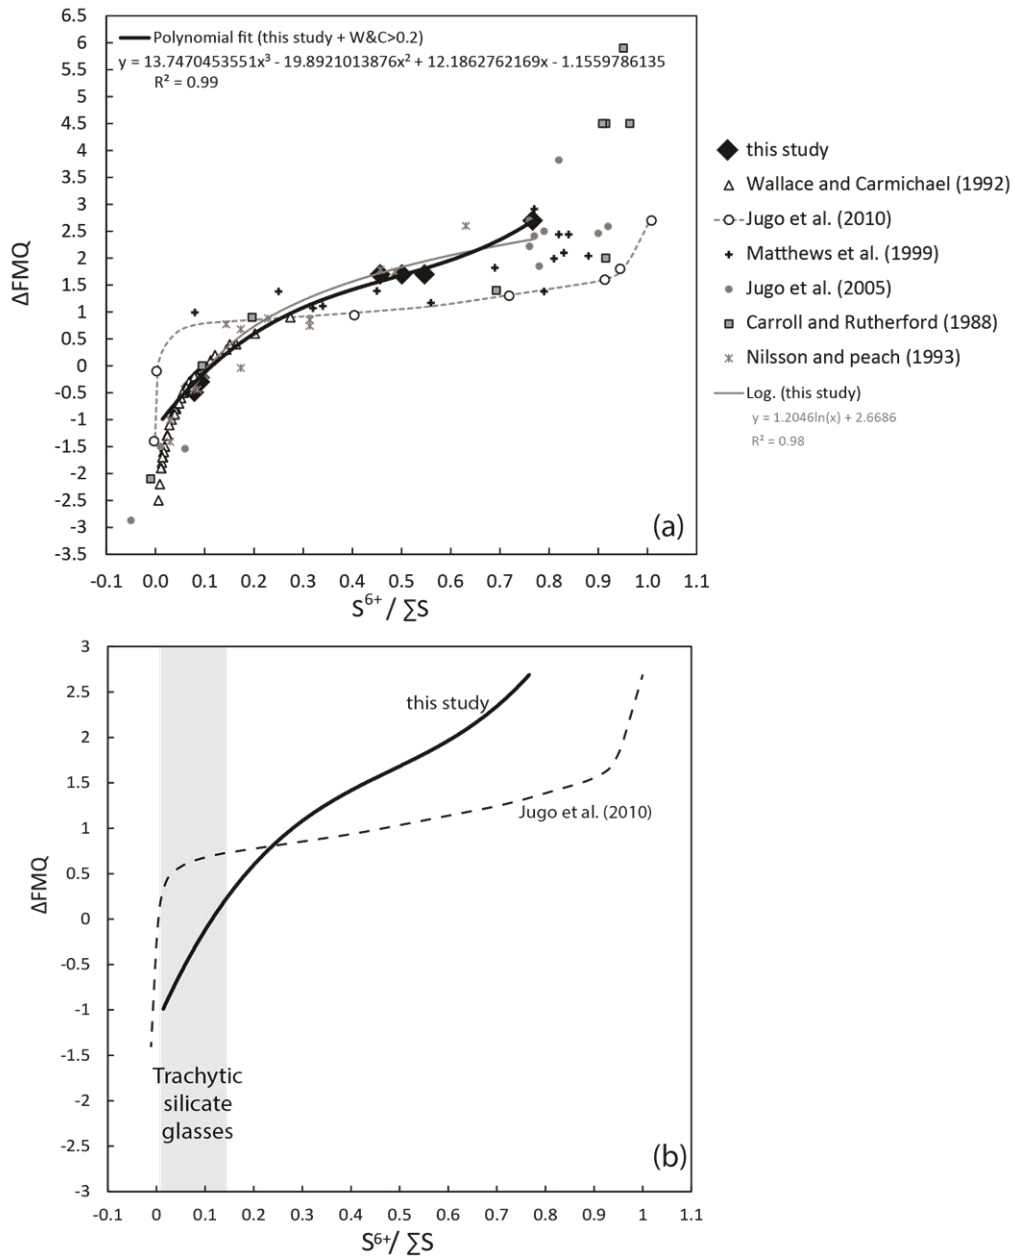 6.5
6
5.5
5
4.5
4
3.5
3
2.5
2
1.5
1
0.5
0
-0.5
-1
-1.5
-2
-2.5
-3
-3.5
ΔFMQ
Polynomial fit (this study + W&C>0.2)
y = 13.7470453551x³ - 19.8921013876x² + 12.1862762169x - 1.1559786135
R² = 0.99
(a)
-0.1 0.0 0.1 0.2 0.3 0.4 0.5 0.6 0.7 0.8 0.9 1.0 1.1
S⁶⁺ / ∑S
this study
Wallace and Carmichael (1992)
Jugo et al. (2010)
Matthews et al. (1999)
Jugo et al. (2005)
Carroll and Rutherford (1988)
Nilsson and peach (1993)
Log. (this study)
y = 1.2046ln(x) + 2.6686
R² = 0.98
3
2.5
2
1.5
1
0.5
0
-0.5
-1
-1.5
-2
-2.5
-3
ΔFMQ
this study
Jugo et al. (2010)
Trachytic
silicate
glasses
(b)
-0.1 0 0.1 0.2 0.3 0.4 0.5 0.6 0.7 0.8 0.9 1 1.1
S⁶⁺/ ∑S